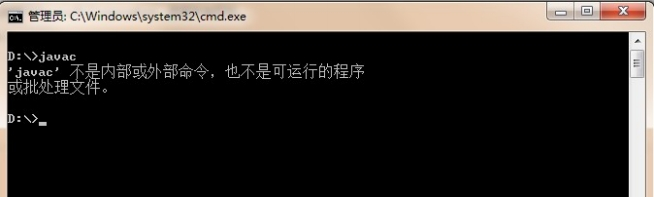 管理员: C:\Windows\system32\cmd.exe
D:\>javac
'javac' 不是内部或外部命令，也不是可运行的程序
或批处理文件。
D:\>